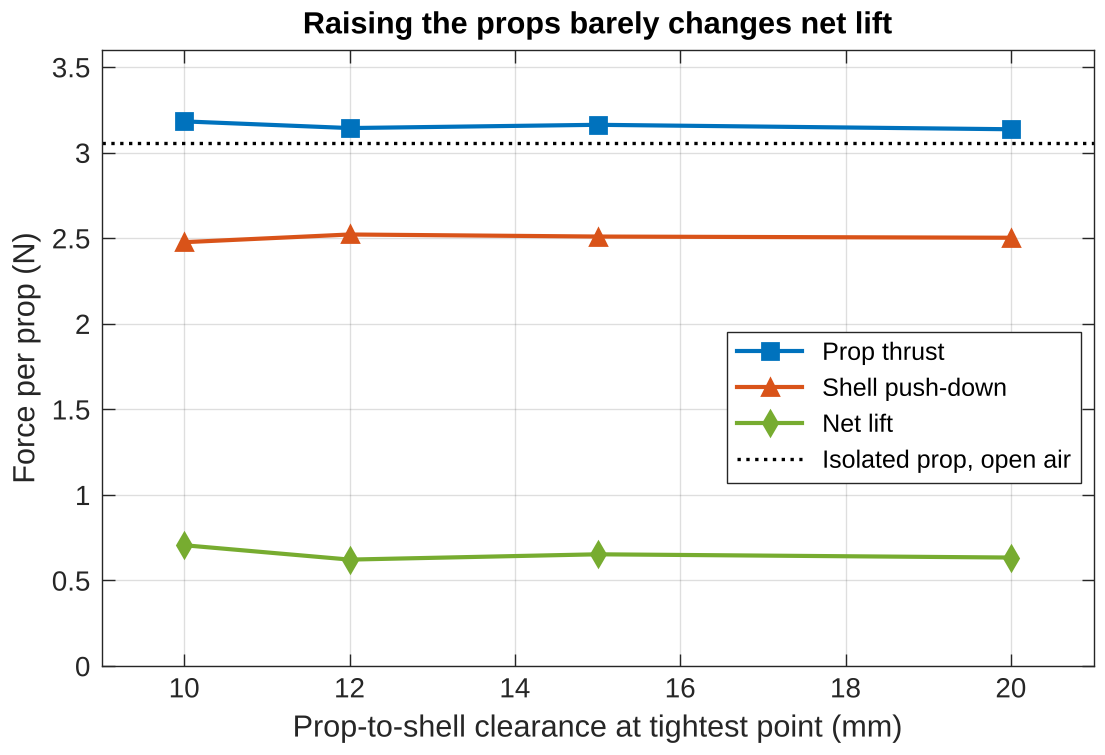 Raising the props barely changes net lift
3.5
3
2.5
2
1.5
1
0.5
0
Force per prop (N)
Prop thrust
Shell push-down
Net lift
Isolated prop, open air
10 12 14 16 18 20
Prop-to-shell clearance at tightest point (mm)